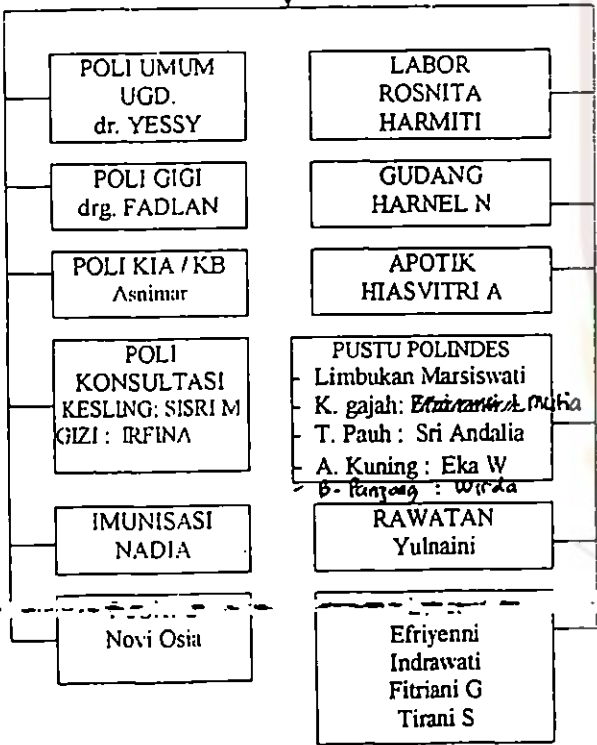 POLI UMUM
UGD.
dr. YESSY
POLI GIGI
drg. FADLAN
POLI KIA / KB
Asnimar
POLI
KONSULTASI
KESLING: SISRI M
GIZI : IRFINA
IMUNISASI
NADIA
Novi Osia
LABOR
ROSNITA
HARMITI
GUDANG
HARNEL N
APOTIK
HIASVITRI A
PUSTU POLINDES
- Limbukan Marsiswati
- K. gajah: Mutia
- T. Pauh : Sri Andalia
- A. Kuning : Eka W
- B. Panjang : Wirda
RAWATAN
Yulnaini
Efriyenni
Indrawati
Fitriani G
Tirani S